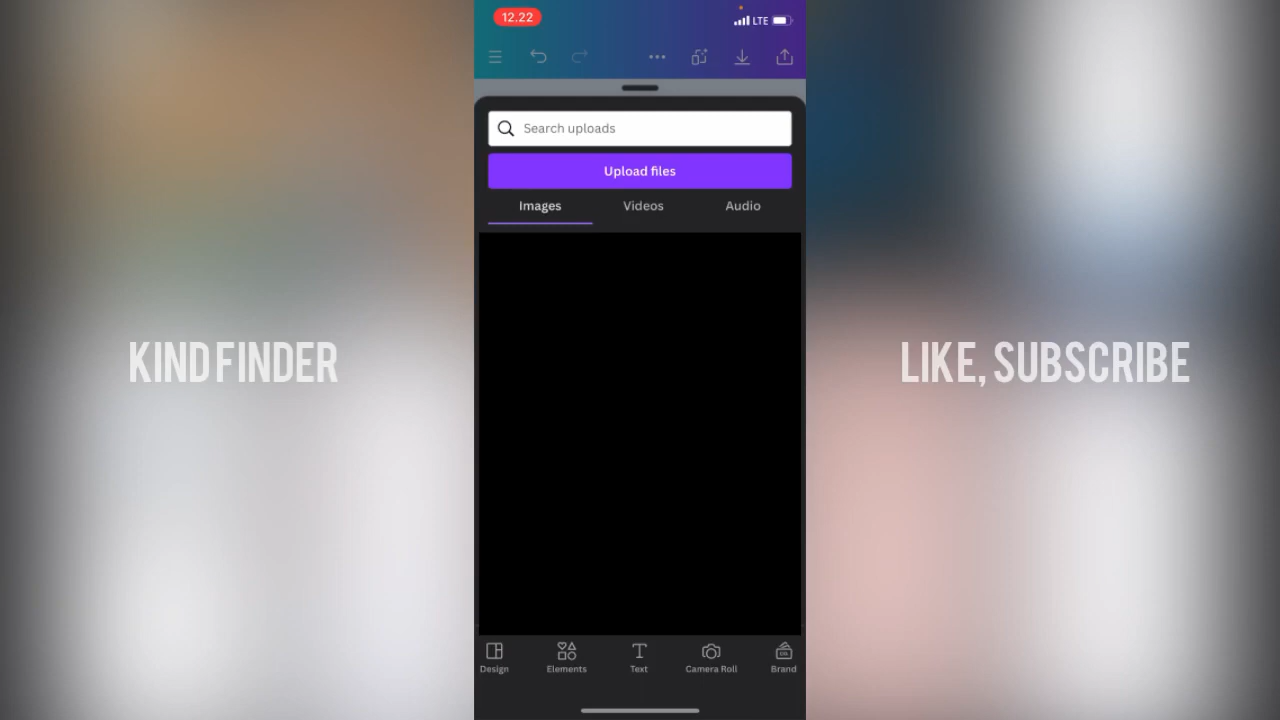 12.22
LTE
Search uploads
Upload files
Images Videos Audio
KIND FINDER
LIKE, SUBSCRIBE
Design Elements Text Camera Roll Brand